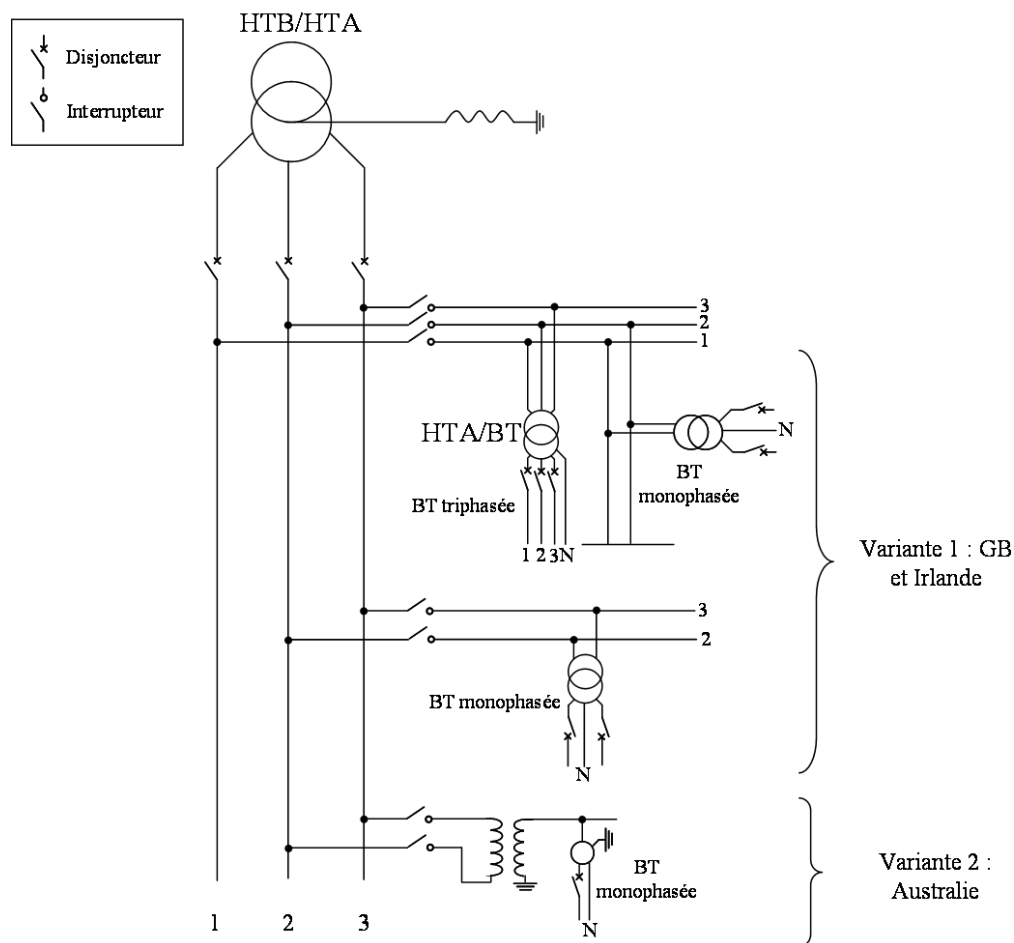 HTB/HTA
Disjoncteur
Interrupteur
3
2
1
HTA/BT
N
BT
monophasée
BT triphasée
1 2 3 N
Variante 1 : GB
et Irlande
3
2
BT monophasée
N
BT
monophasée
N
Variante 2 :
Australie
1 2 3